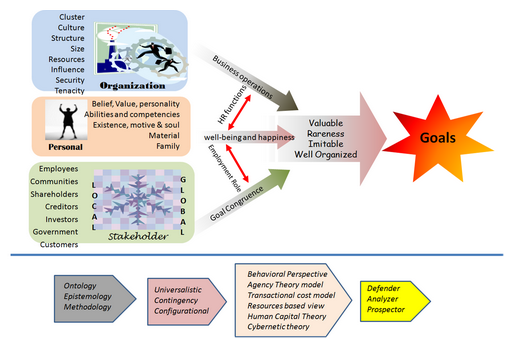 Cluster
Culture
Structure
Size
Resources
Influence
Security
Tenacity
Organization
Belief, Value, personality
Abilities and competencies
Existence, motive & soul
Material
Family
Personal
Employees
Communities
Shareholders
Creditors
Investors
Government
Customers
LOCAL
GLOBAL
Stakeholder
Business operations
HR functions
well-being and happiness
Employment Role
Goal Congruence
Valuable
Rareness
Imitable
Well Organized
Goals
Ontology
Epistemology
Methodology
Universalistic
Contingency
Configurational
Behavioral Perspective
Agency Theory model
Transactional cost model
Resources based view
Human Capital Theory
Cybernetic theory
Defender
Analyzer
Prospector